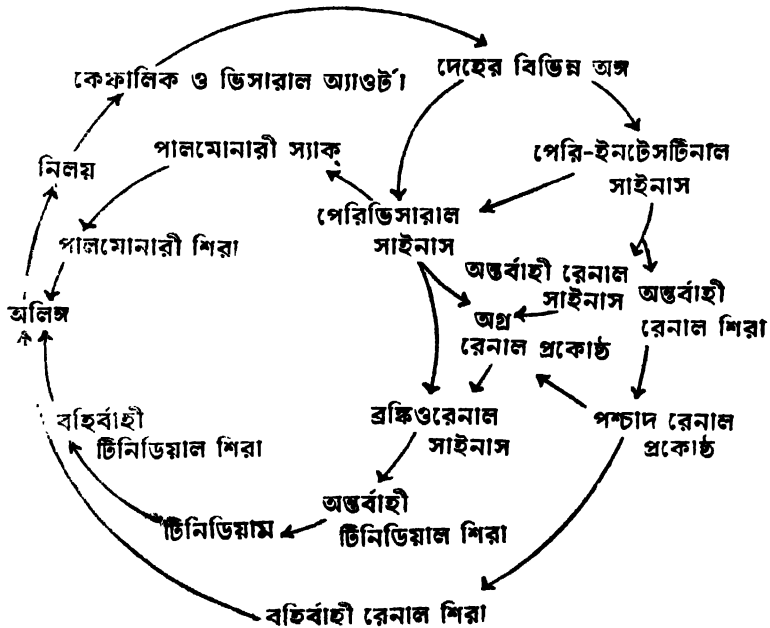 কেফালিক ও ভিসারাল অ্যাওর্টা
দেহের বিভিন্ন অঙ্গ
পালমোনারী স্যাক্
পেরি-ইনটেসটিনাল
সাইনাস
নিলয়
পেরিভিসারাল
সাইনাস
পালমোনারী শিরা
অন্তর্বাহী রেনাল
সাইনাস
অন্তর্বাহী
রেনাল শিরা
অলিন্দ
অগ্র
রেনাল প্রকোষ্ঠ
বহির্বাহী
টিনিডিয়াল শিরা
ব্রঙ্কিওরেনাল
সাইনাস
পশ্চাদ রেনাল
প্রকোষ্ঠ
অন্তর্বাহী
টিনিডিয়াল শিরা
টিনিডিয়াম
বহির্বাহী রেনাল শিরা